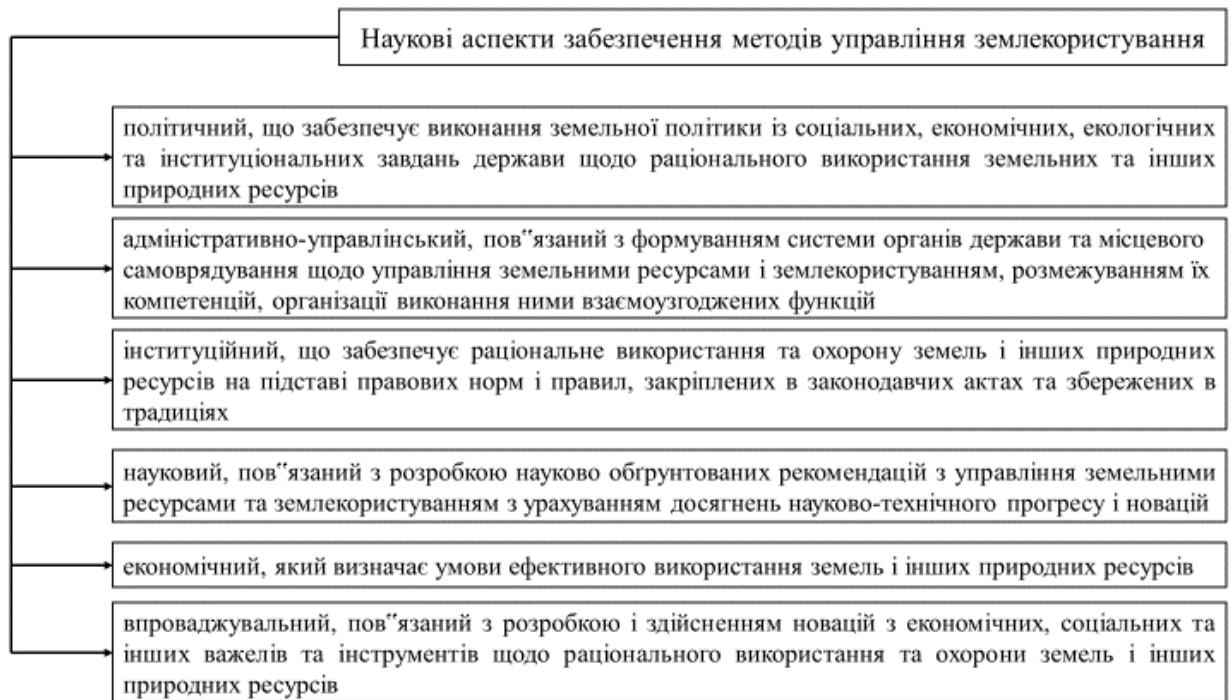 Наукові аспекти забезпечення методів управління землекористування
політичний, що забезпечує виконання земельної політики із соціальних, економічних, екологічних
та інституціональних завдань держави щодо раціонального використання земельних та інших
природних ресурсів
адміністративно-управлінський, пов‟язаний з формуванням системи органів держави та місцевого
самоврядування щодо управління земельними ресурсами і землекористуванням, розмежуванням їх
компетенцій, організації виконання ними взаємоузгоджених функцій
інституційний, що забезпечує раціональне використання та охорону земель і інших природних
ресурсів на підставі правових норм і правил, закріплених в законодавчих актах та збережених в
традиціях
науковий, пов‟язаний з розробкою науково обґрунтованих рекомендацій з управління земельними
ресурсами та землекористуванням з урахуванням досягнень науково-технічного прогресу і новацій
економічний, який визначає умови ефективного використання земель і інших природних ресурсів
впроваджувальний, пов‟язаний з розробкою і здійсненням новацій з економічних, соціальних та
інших важелів та інструментів щодо раціонального використання та охорони земель і інших
природних ресурсів